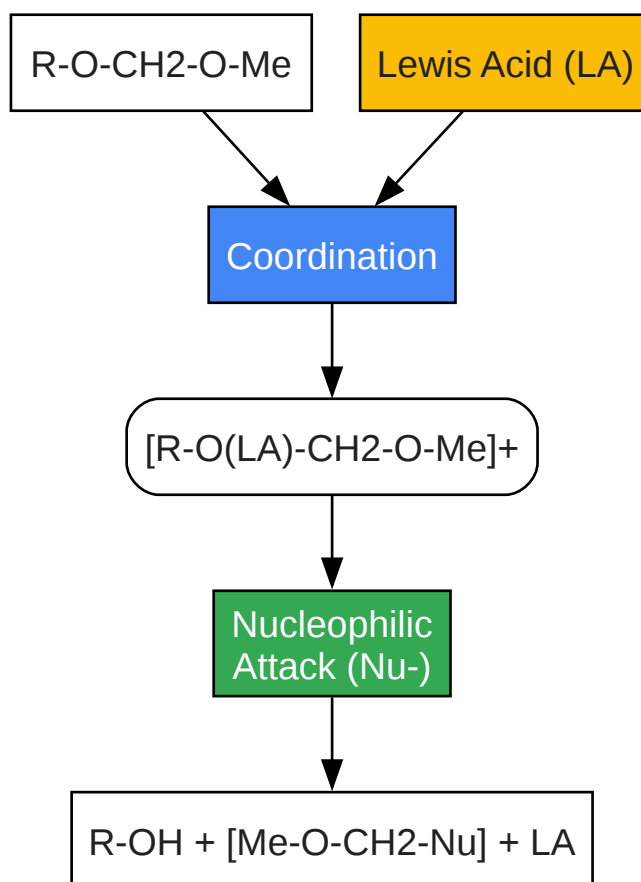 R-O-CH2-O-Me
Lewis Acid (LA)
Coordination
[R-O(LA)-CH2-O-Me]+
Nucleophilic
Attack (Nu-)
R-OH + [Me-O-CH2-Nu] + LA